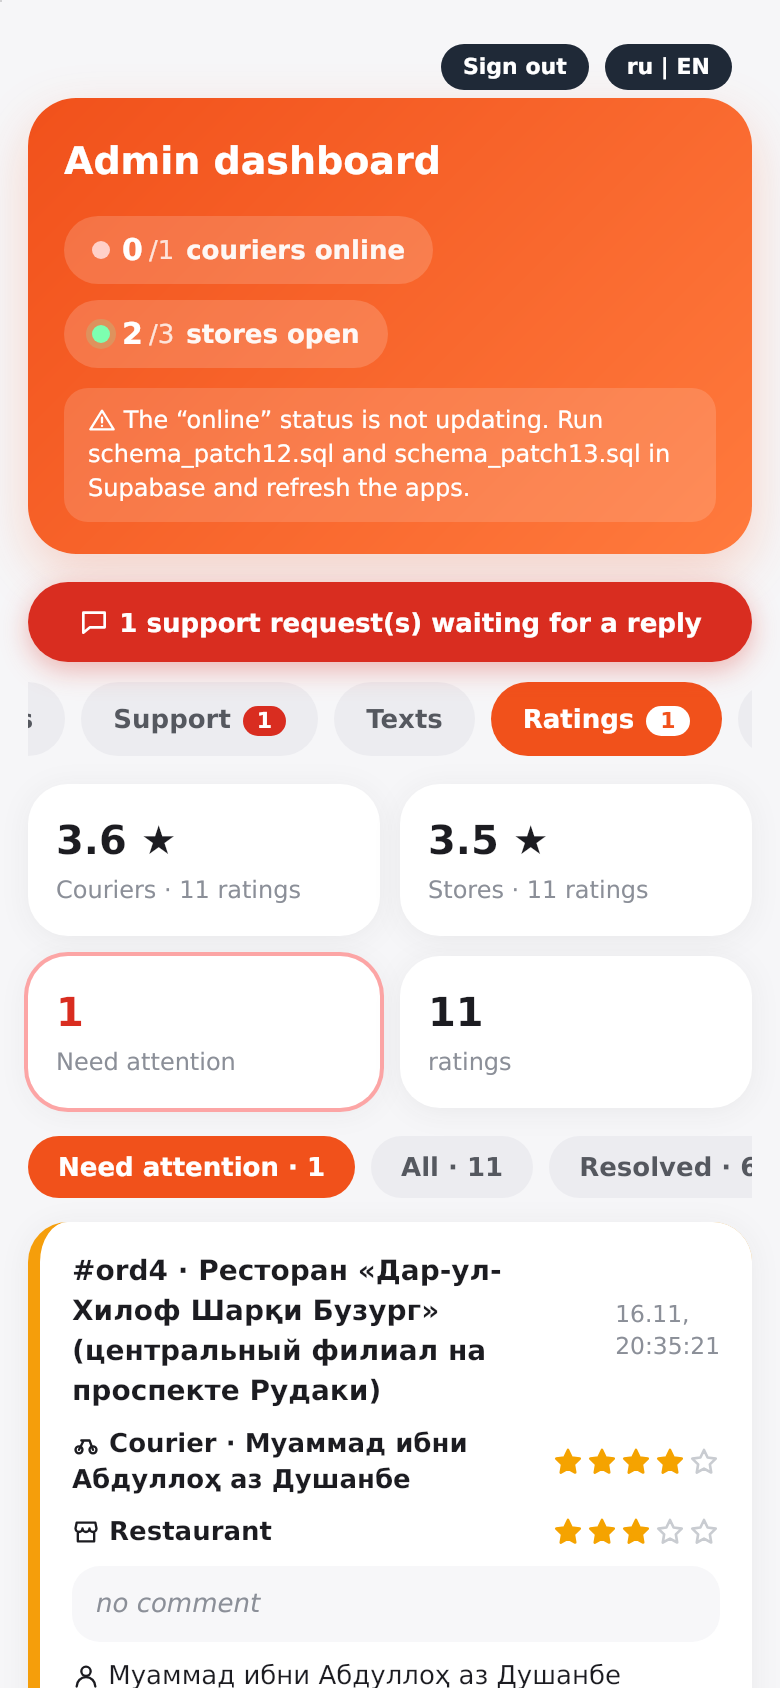 Sign out
ru | EN
Admin dashboard
0 /1 couriers online
2 /3 stores open
The “online” status is not updating. Run
schema_patch12.sql and schema_patch13.sql in
Supabase and refresh the apps.
1 support request(s) waiting for a reply
Support 1
Texts
Ratings 1
3.6 ★
Couriers · 11 ratings
3.5 ★
Stores · 11 ratings
1
Need attention
11
ratings
Need attention · 1
All · 11
Resolved ·
#ord4 · Ресторан «Дар-ул-
Хилоф Шарқи Бузург»
(центральный филиал на
проспекте Рудаки)
16.11,
20:35:21
Courier · Муаммад ибни
Абдуллоҳ аз Душанбе
Restaurant
no comment
Муаммад ибни Абдуллоҳ аз Душанбе